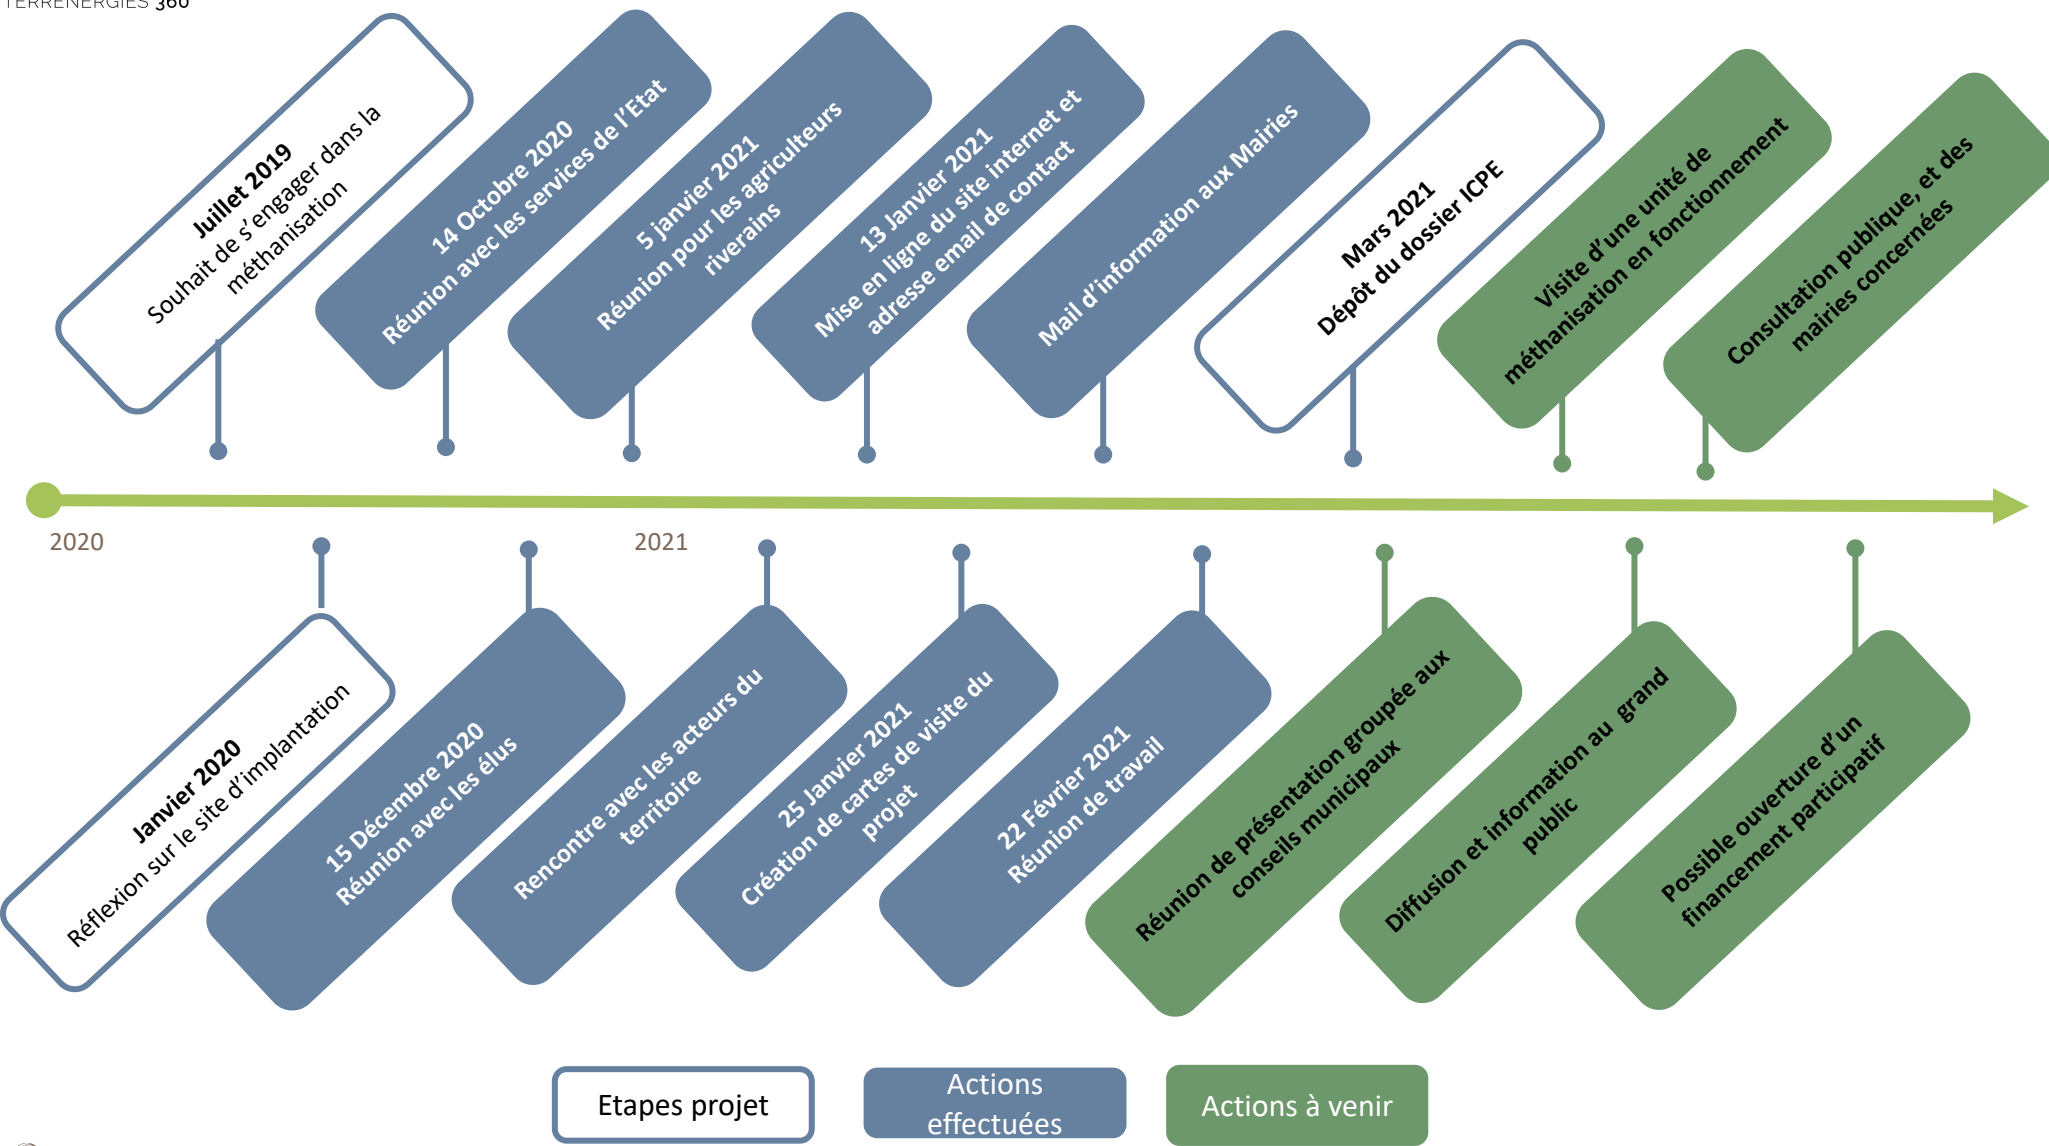 TERRENERGIES 360
Juillet 2019
Souhait de s'engager dans la
méthanisation
14 Octobre 2020
Réunion avec les services de l'Etat
5 janvier 2021
Réunion pour les agriculteurs
riverains
13 Janvier 2021
Mise en ligne du site internet et
adresse email de contact
Mail d'information aux Mairies
Mars 2021
Dépôt du dossier ICPE
Visite d'une unité de
méthanisation en fonctionnement
Consultation publique, et des
mairies concernées
2020
2021
Janvier 2020
Réflexion sur le site d'implantation
15 Décembre 2020
Réunion avec les élus
Rencontre avec les acteurs du
territoire
25 Janvier 2021
Création de cartes de visite du
projet
22 Février 2021
Réunion de travail
Réunion de présentation groupée aux
conseils municipaux
Diffusion et information au grand
public
Possible ouverture d'un
financement participatif
Etapes projet
Actions
effectuées
Actions à venir